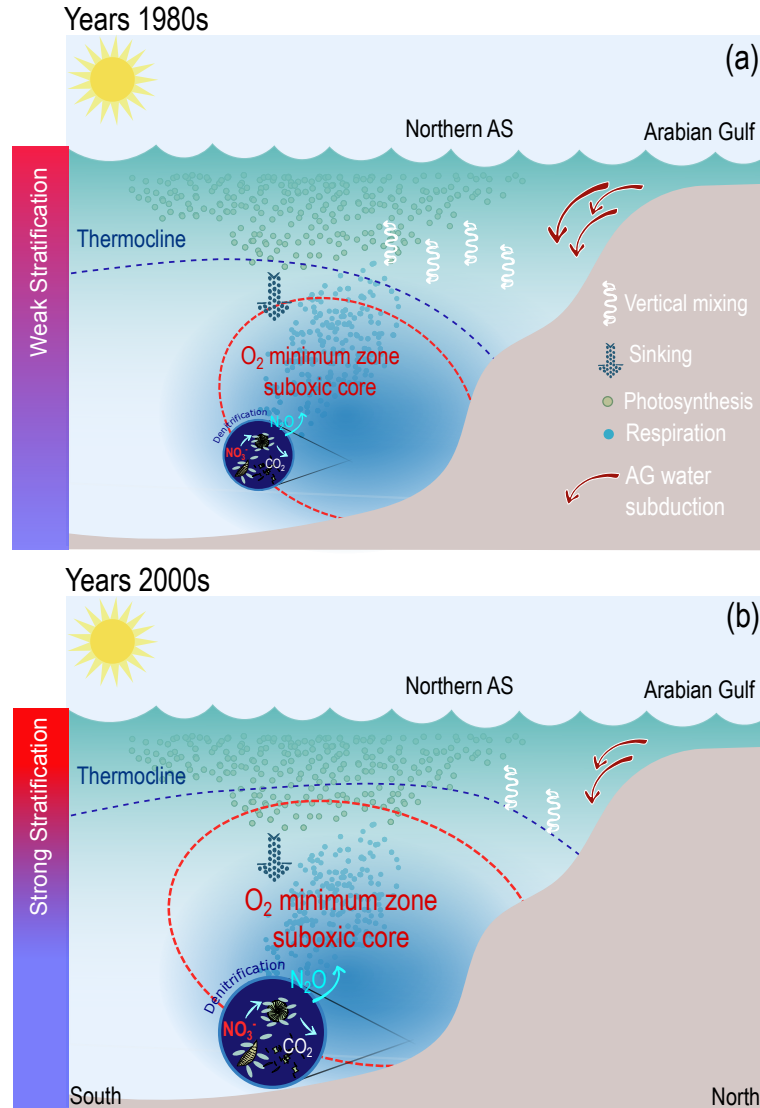 Years 1980s
(a)
Northern AS
Arabian Gulf
Weak Stratification
Thermocline
Vertical mixing
O₂ minimum zone
suboxic core
Sinking
Denitrification
N₂O
Photosynthesis
NO₃⁻
CO₂
Respiration
AG water
subduction
Years 2000s
(b)
Northern AS
Arabian Gulf
Strong Stratification
Thermocline
O₂ minimum zone
suboxic core
Denitrification
N₂O
NO₃⁻
CO₂
South
North